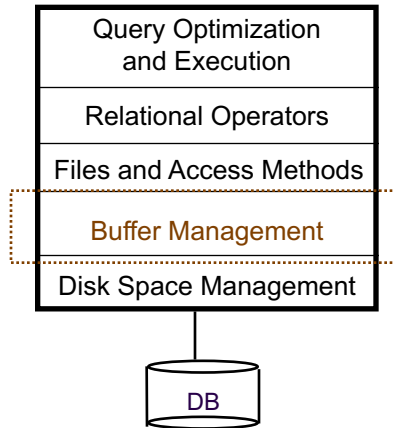 Query Optimization
and Execution
Relational Operators
Files and Access Methods
Buffer Management
Disk Space Management
DB